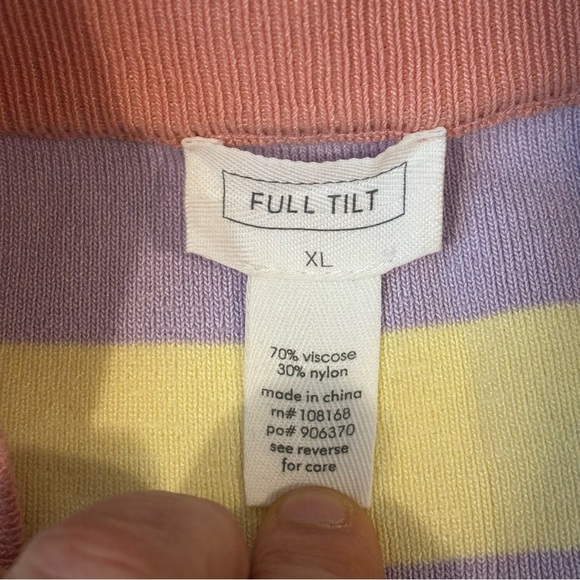 FULL TILT
XL
70% viscose
30% nylon
made in china
rn# 108168
po# 906370
see reverse
for care